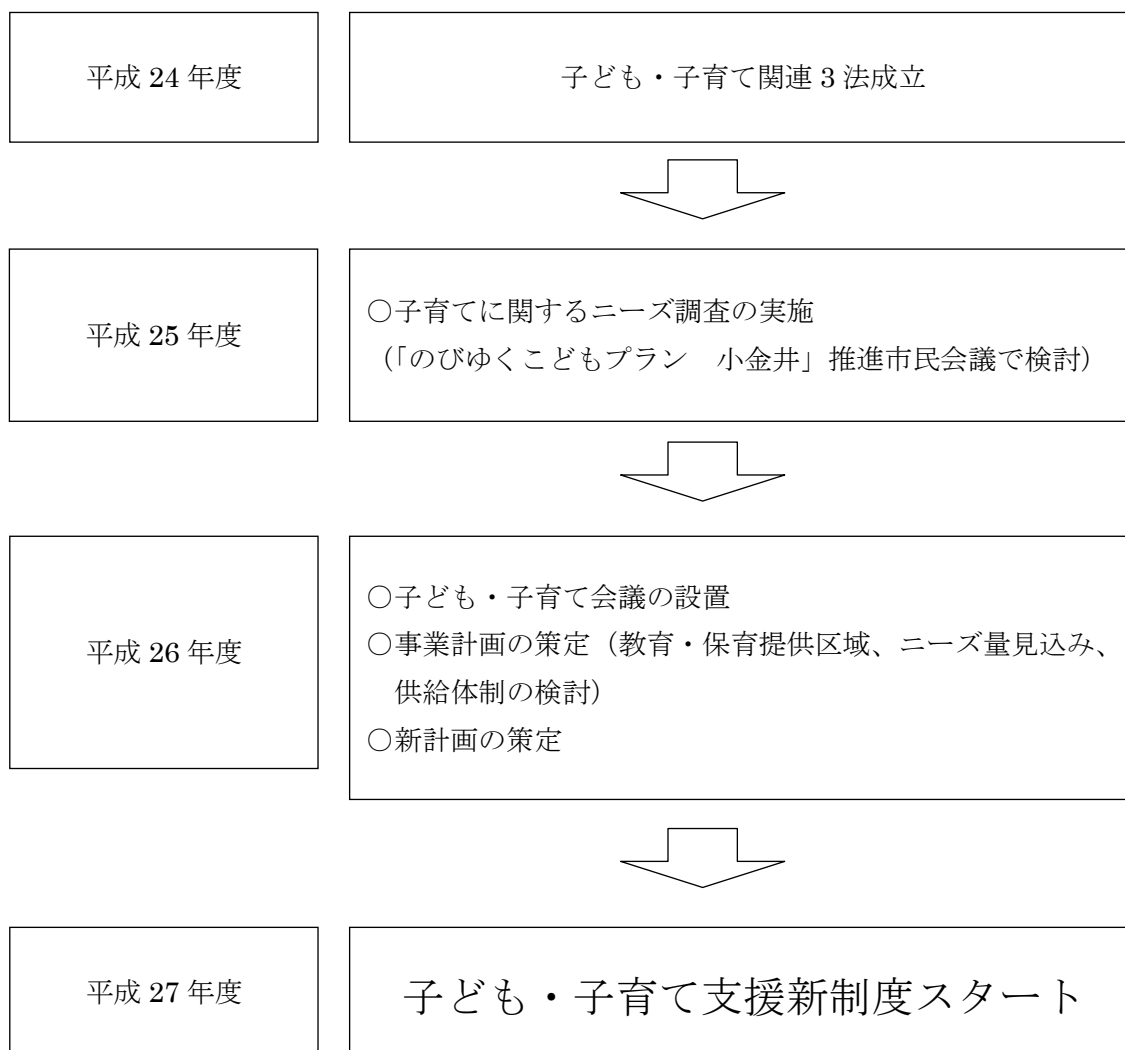 平成 24 年度
子ども・子育て関連 3 法成立
平成 25 年度
○子育てに関するニーズ調査の実施
(「のびゆくこどもプラン　小金井」推進市民会議で検討)
平成 26 年度
○子ども・子育て会議の設置
○事業計画の策定（教育・保育提供区域、ニーズ量見込み、
供給体制の検討）
○新計画の策定
平成 27 年度
子ども・子育て支援新制度スタート